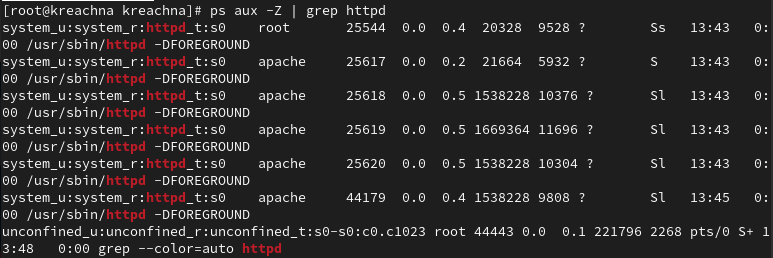 [root@kreachna kreachna]# ps aux -Z | grep httpd
system_u:system_r:httpd_t:s0    root       25544  0.0  0.4  20328  9528 ?        Ss   13:43   0:
00 /usr/sbin/httpd -DFOREGROUND
system_u:system_r:httpd_t:s0    apache     25617  0.0  0.2  21664  5932 ?        S    13:43   0:
00 /usr/sbin/httpd -DFOREGROUND
system_u:system_r:httpd_t:s0    apache     25618  0.0  0.5 1538228 10376 ?       Sl   13:43   0:
00 /usr/sbin/httpd -DFOREGROUND
system_u:system_r:httpd_t:s0    apache     25619  0.0  0.5 1669364 11696 ?       Sl   13:43   0:
00 /usr/sbin/httpd -DFOREGROUND
system_u:system_r:httpd_t:s0    apache     25620  0.0  0.5 1538228 10304 ?       Sl   13:43   0:
00 /usr/sbin/httpd -DFOREGROUND
system_u:system_r:httpd_t:s0    apache     44179  0.0  0.4 1538228 9808 ?        Sl   13:45   0:
00 /usr/sbin/httpd -DFOREGROUND
unconfined_u:unconfined_r:unconfined_t:s0-s0:c0.c1023 root 44443 0.0  0.1 221796 2268 pts/0 S+ 1
3:48   0:00 grep --color=auto httpd